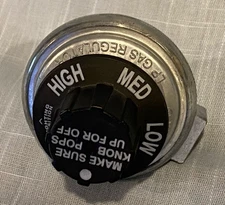 LP GAS REGULATOR
HIGH MED LOW
MAKE SURE
KNOB POPS
UP FOR OFF